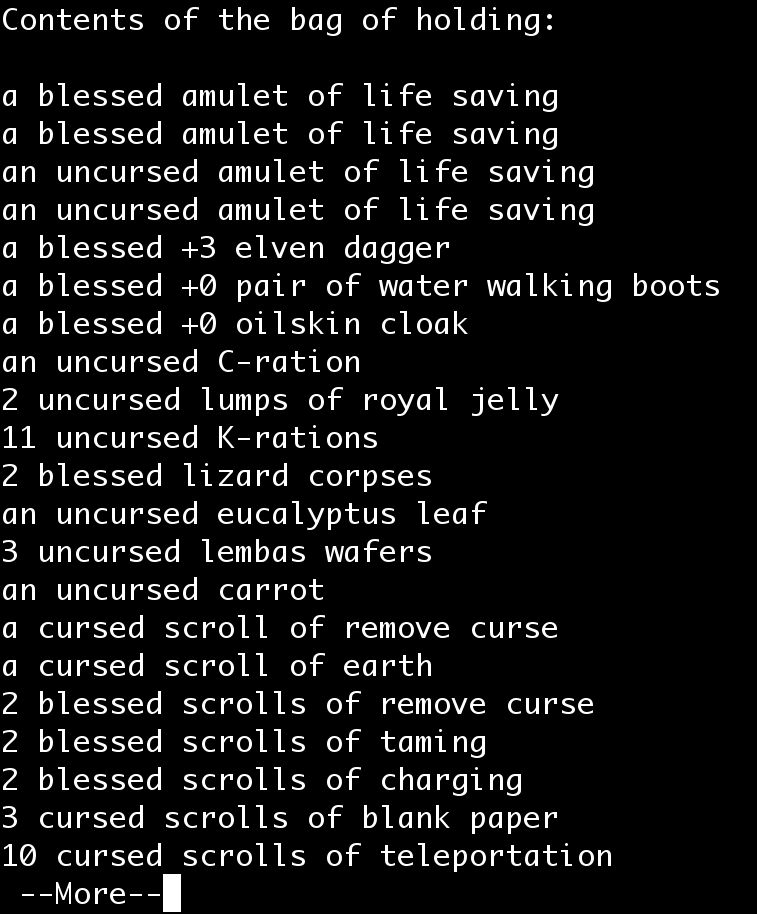 Contents of the bag of holding:

a blessed amulet of life saving
a blessed amulet of life saving
an uncursed amulet of life saving
an uncursed amulet of life saving
a blessed +3 elven dagger
a blessed +0 pair of water walking boots
a blessed +0 oilskin cloak
an uncursed C-ration
2 uncursed lumps of royal jelly
11 uncursed K-rations
2 blessed lizard corpses
an uncursed eucalyptus leaf
3 uncursed lembas wafers
an uncursed carrot
a cursed scroll of remove curse
a cursed scroll of earth
2 blessed scrolls of remove curse
2 blessed scrolls of taming
2 blessed scrolls of charging
3 cursed scrolls of blank paper
10 cursed scrolls of teleportation
--More--